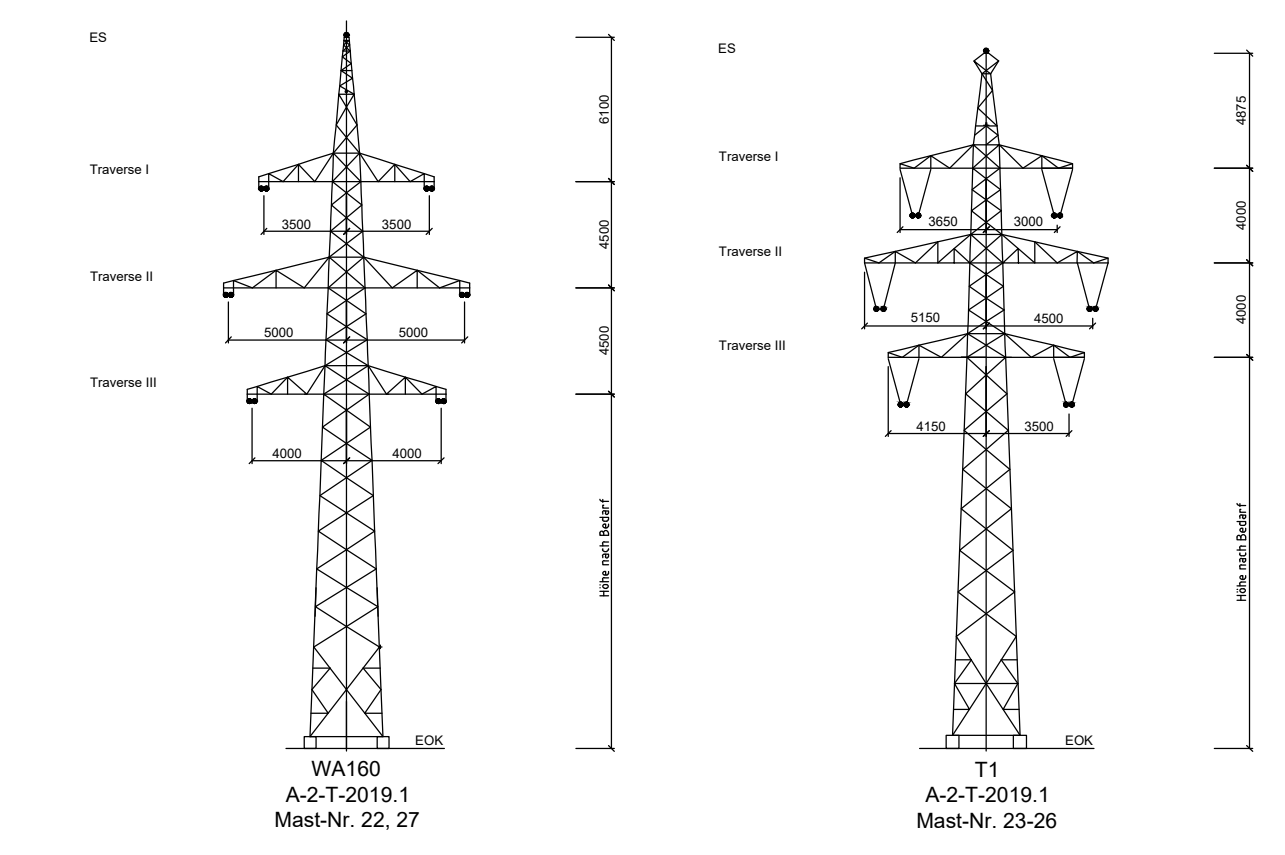 ES
6100
Traverse I
3500 3500
4500
Traverse II
5000 5000
4500
Traverse III
4000 4000
Höhe nach Bedarf
EOK
WA160
A-2-T-2019.1
Mast-Nr. 22, 27
ES
4875
Traverse I
3650 3000
4000
Traverse II
5150 4500
4000
Traverse III
4150 3500
Höhe nach Bedarf
EOK
T1
A-2-T-2019.1
Mast-Nr. 23-26